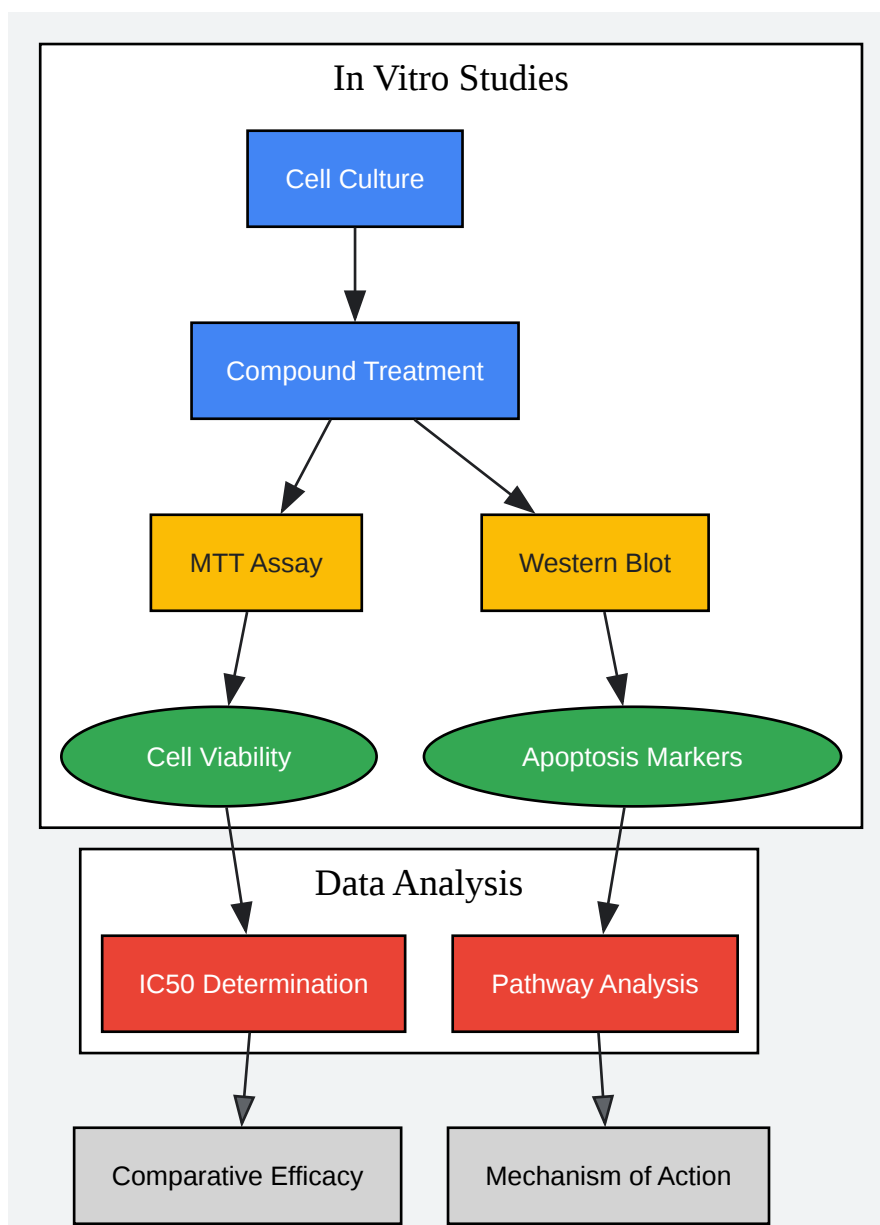 In Vitro Studies
Cell Culture
Compound Treatment
MTT Assay
Western Blot
Cell Viability
Apoptosis Markers
Data Analysis
IC50 Determination
Pathway Analysis
Comparative Efficacy
Mechanism of Action